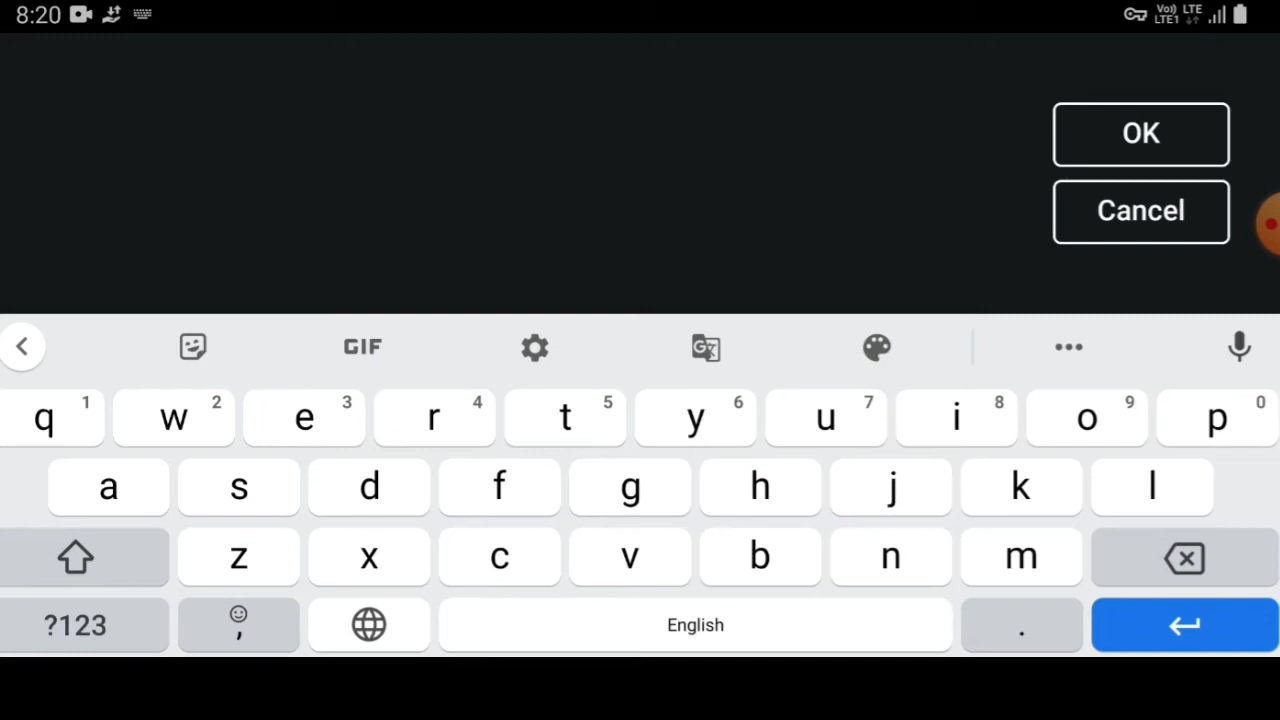 8:20 Vo)) LTE LTE1
OK
Cancel
GIF
q 1 w 2 e 3 r 4 t 5 y 6 u 7 i 8 o 9 p 0
a s d f g h j k l
z x c v b n m
?123 , English .